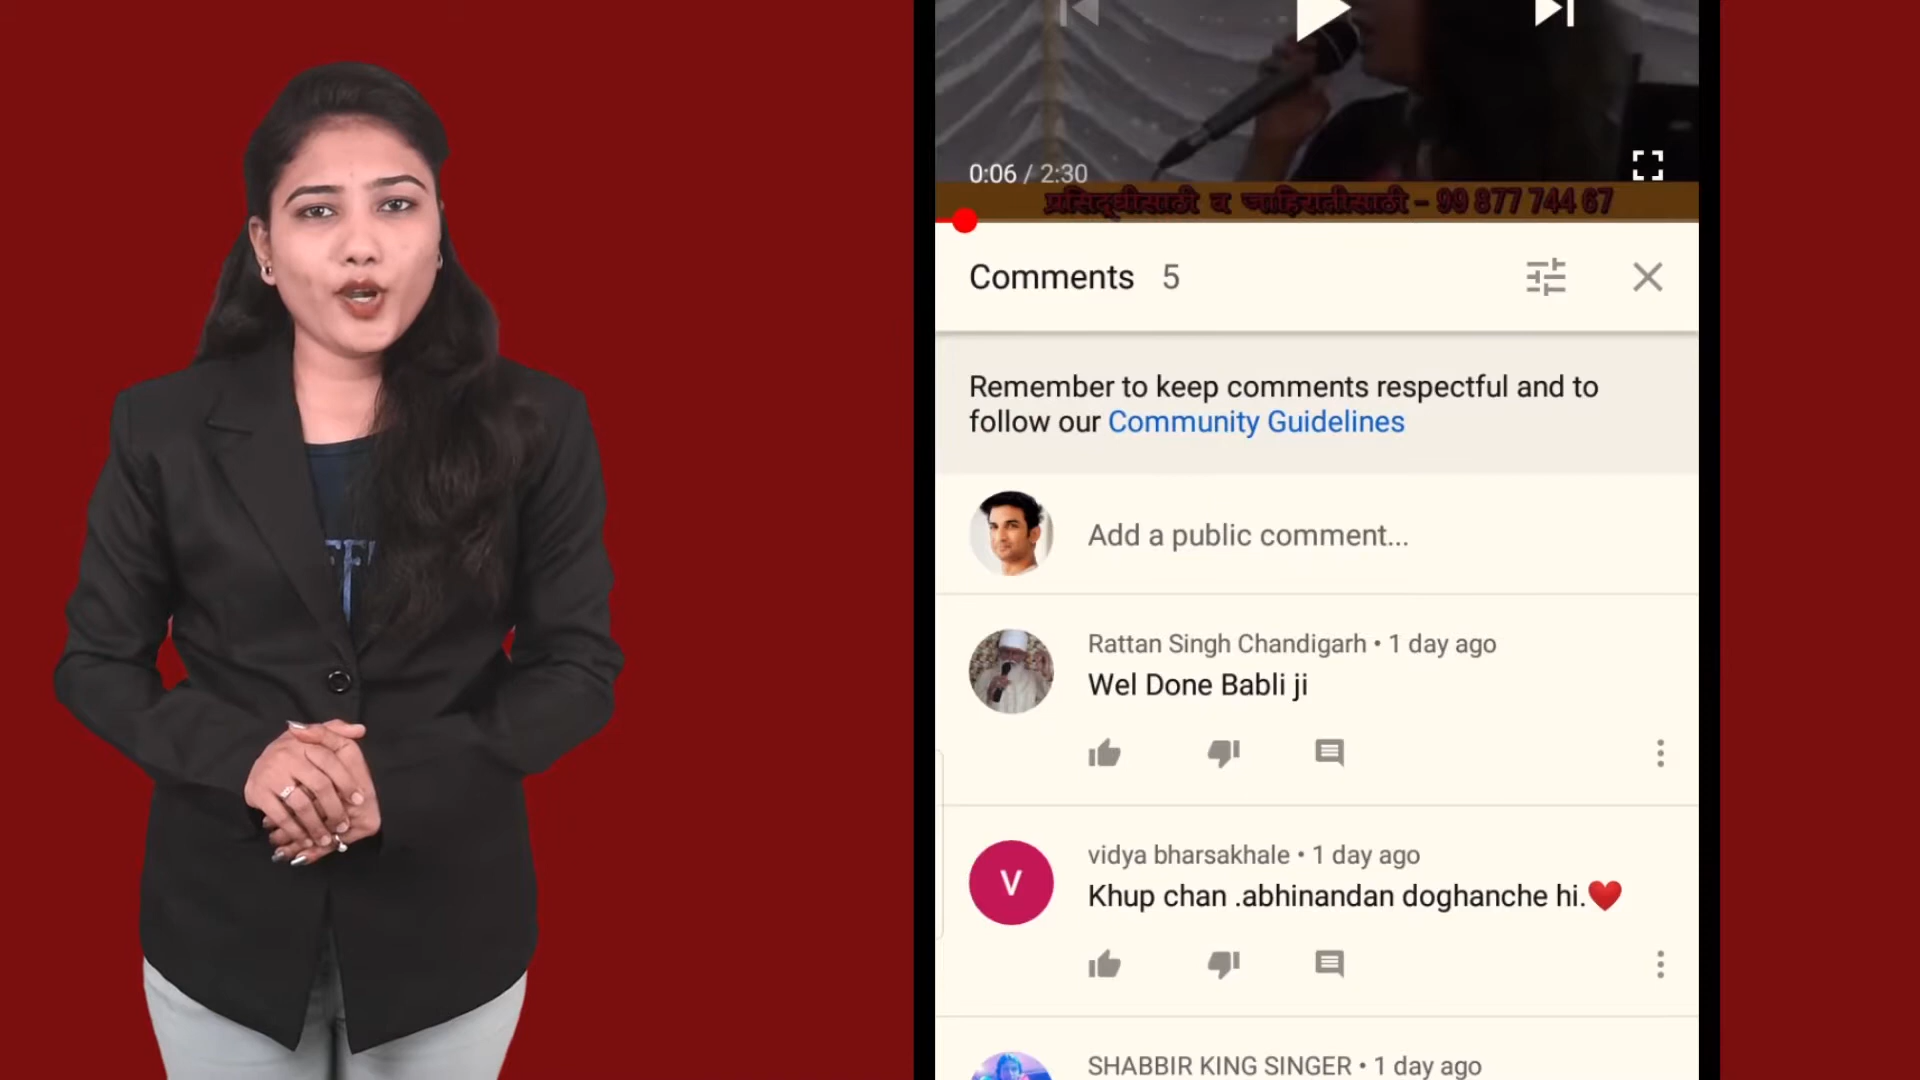 0:06 / 2:30
प्रसिद्धीसाठी व जाहिरातीसाठी - 99 877 744 67
Comments 5
Remember to keep comments respectful and to
follow our Community Guidelines
Add a public comment...
Rattan Singh Chandigarh • 1 day ago
Wel Done Babli ji
V
vidya bharsakhale • 1 day ago
Khup chan .abhinandan doghanche hi.❤️
SHABBIR KING SINGER • 1 day ago